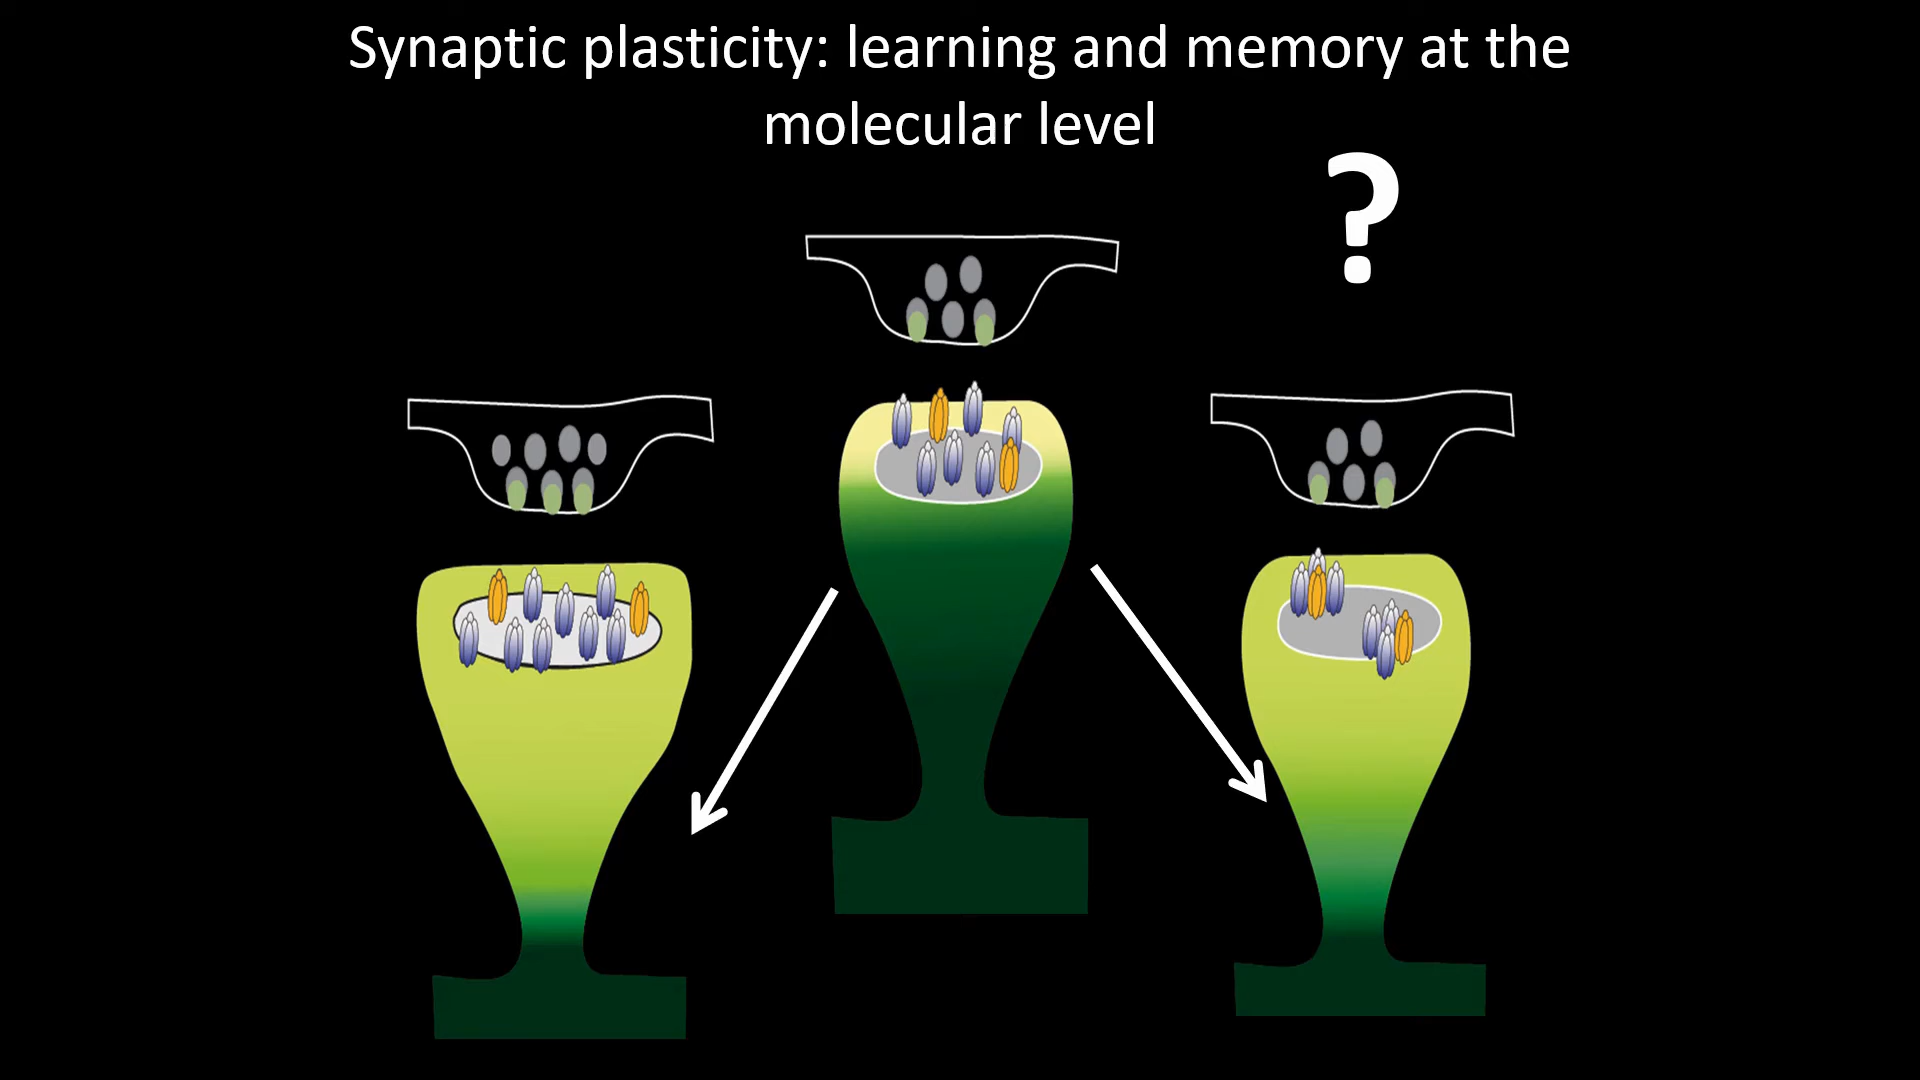 Synaptic plasticity: learning and memory at the
molecular level
?